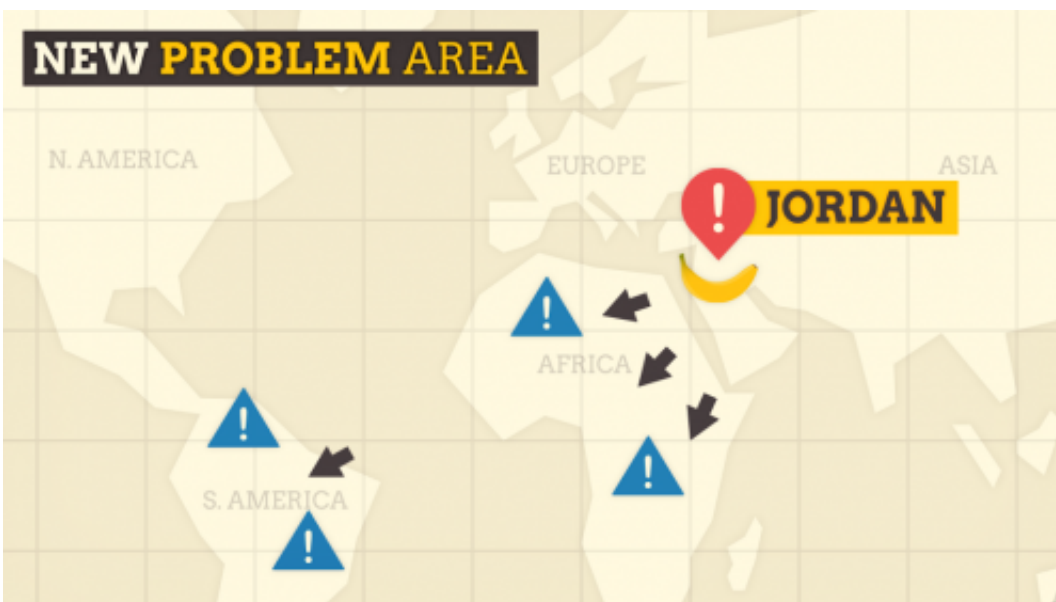 NEW PROBLEM AREA
N. AMERICA
EUROPE
ASIA
JORDAN
AFRICA
S. AMERICA